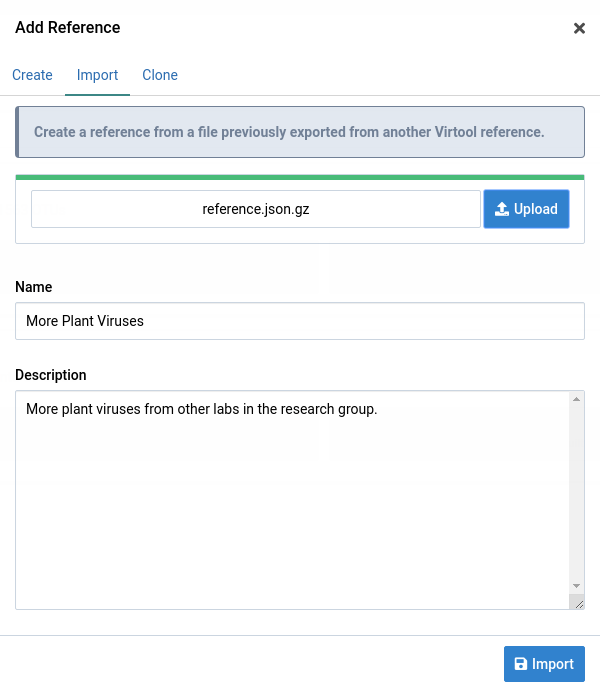 Add Reference
Create Import Clone
Create a reference from a file previously exported from another Virtool reference.
reference.json.gz Upload
Name
More Plant Viruses
Description
More plant viruses from other labs in the research group.
Import